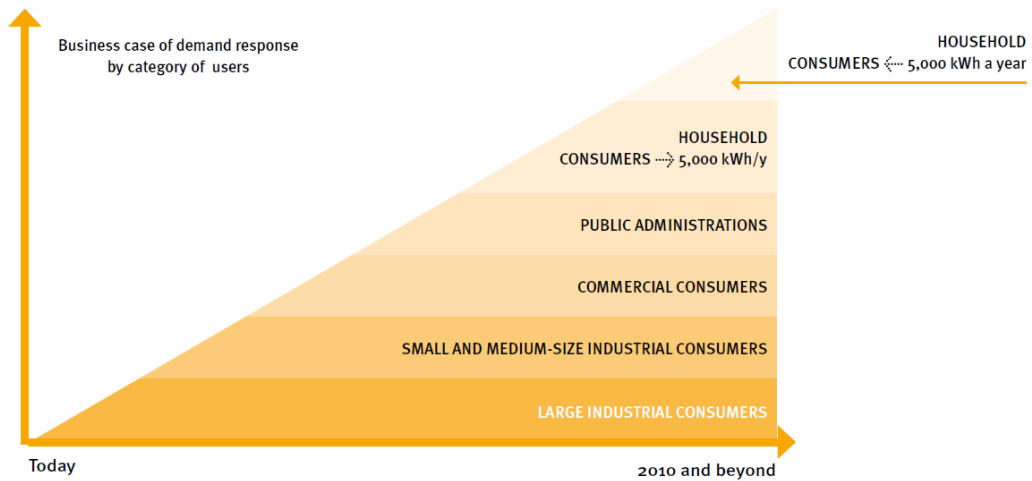 Business case of demand response
by category of users
HOUSEHOLD
CONSUMERS <···· 5,000 kWh a year
HOUSEHOLD
CONSUMERS ····> 5,000 kWh/y
PUBLIC ADMINISTRATIONS
COMMERCIAL CONSUMERS
SMALL AND MEDIUM-SIZE INDUSTRIAL CONSUMERS
LARGE INDUSTRIAL CONSUMERS
Today
2010 and beyond